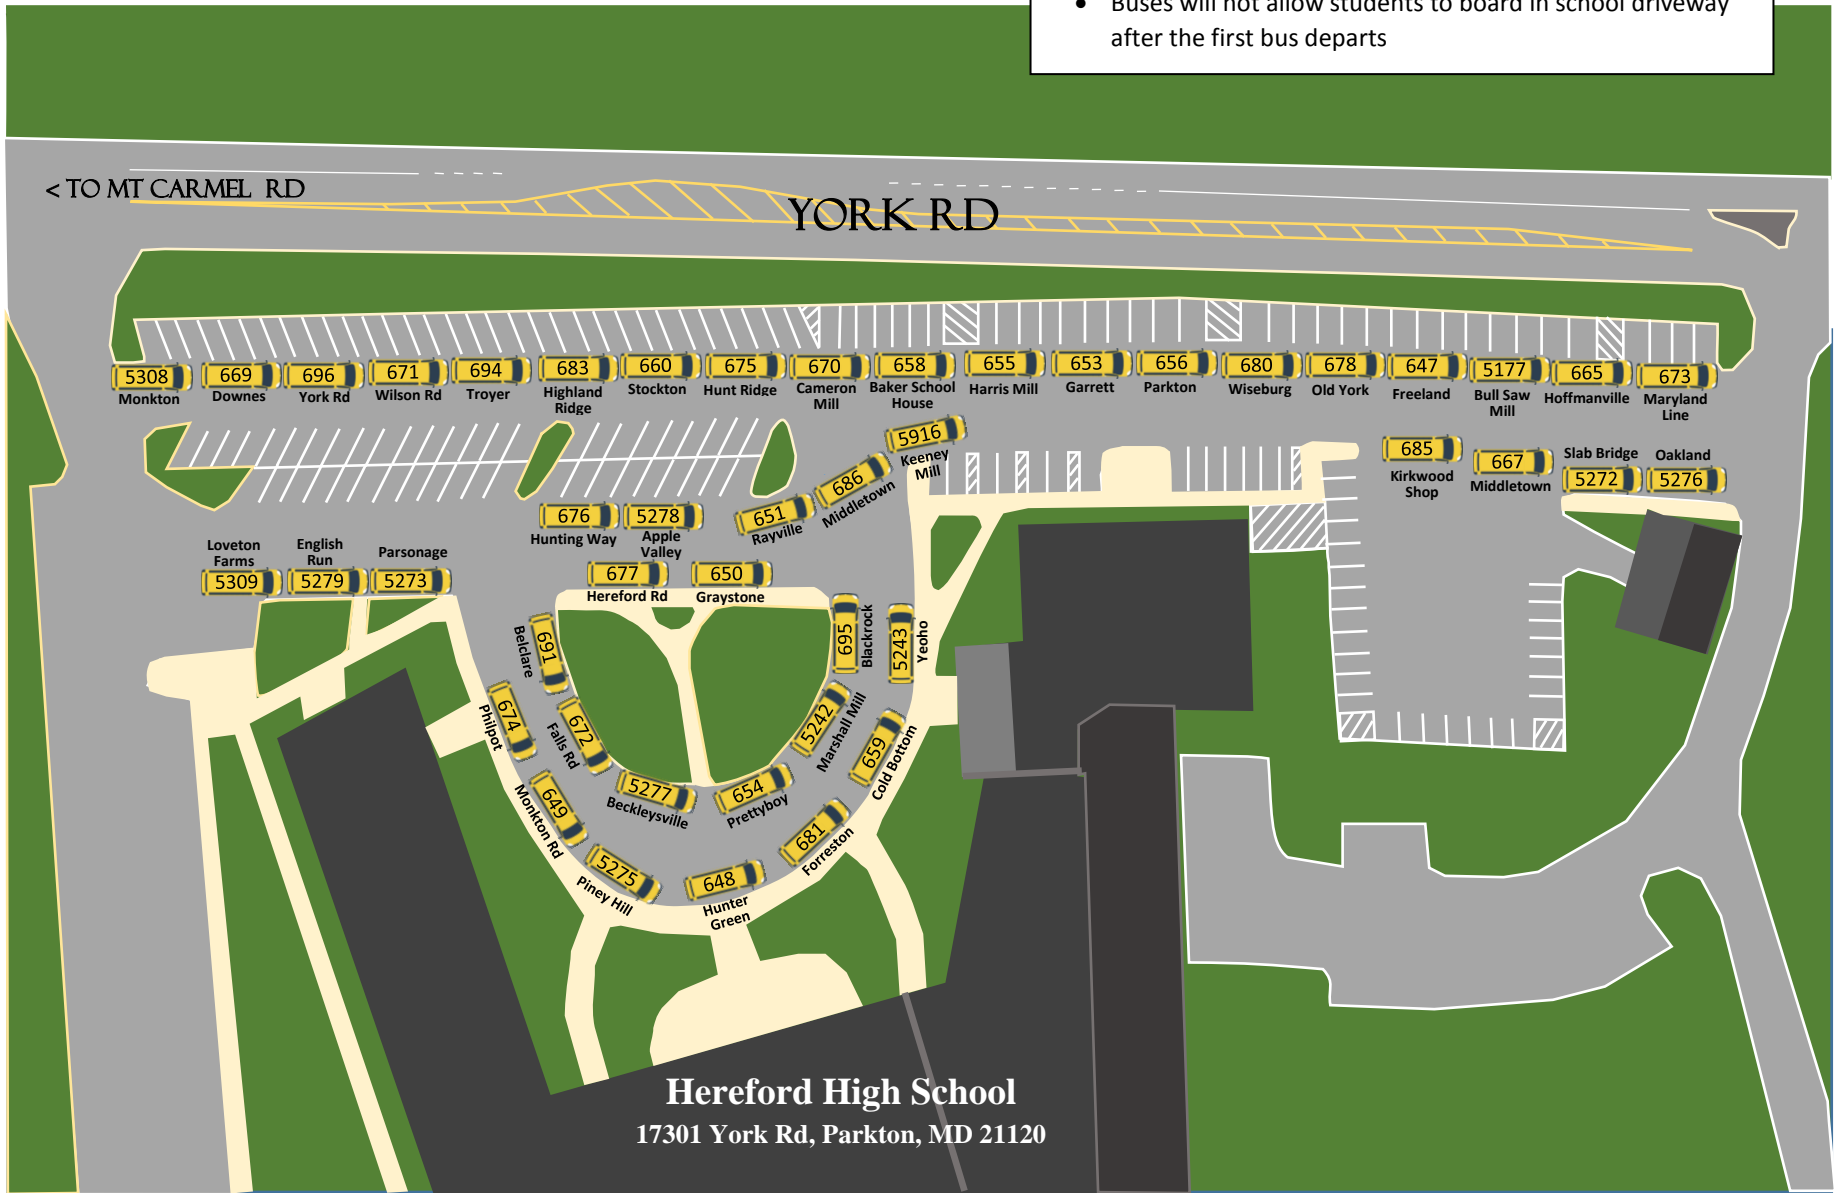 • Buses will not allow students to board in school driveway
after the first bus departs
< TO MT CARMEL RD
YORK RD
5308
Monkton
669
Downes
696
York Rd
671
Wilson Rd
694
Troyer
683
Highland
Ridge
660
Stockton
675
Hunt Ridge
670
Cameron
Mill
658
Baker School
House
655
Harris Mill
653
Garrett
656
Parkton
680
Wiseburg
678
Old York
647
Freeland
5177
Bull Saw
Mill
665
Hoffmanville
673
Maryland
Line
5916
Keeney
Mill
686
Middletown
651
Rayville
685
Kirkwood
Shop
667
Middletown
Slab Bridge
5272
Oakland
5276
676
Hunting Way
5278
Apple
Valley
Loveton
Farms
5309
English
Run
5279
Parsonage
5273
677
Hereford Rd
650
Graystone
691
Belclare
695
Blackrock
5243
Yeoho
674
Philpot
672
Falls Rd
5242
Marshall Mill
659
Cold Bottom
5277
Beckleysville
654
Prettyboy
649
Monkton Rd
681
Forreston
5275
Piney Hill
648
Hunter
Green
Hereford High School
17301 York Rd, Parkton, MD 21120